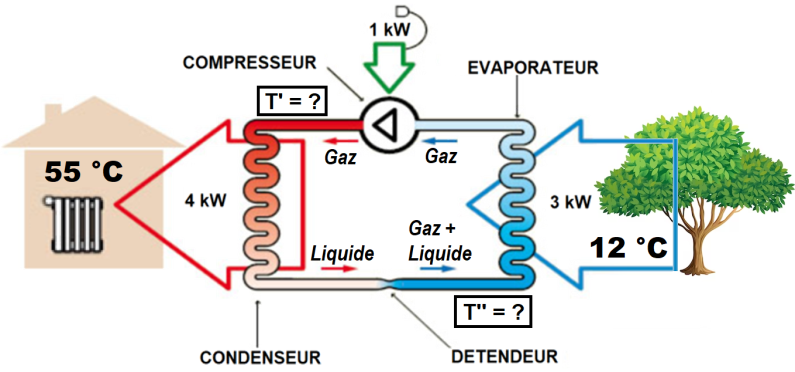 1 kW
COMPRESSEUR
EVAPORATEUR
T' = ?
Gaz
Gaz
55 °C
4 kW
3 kW
Gaz +
Liquide
Liquide
12 °C
T" = ?
CONDENSEUR
DETENDEUR